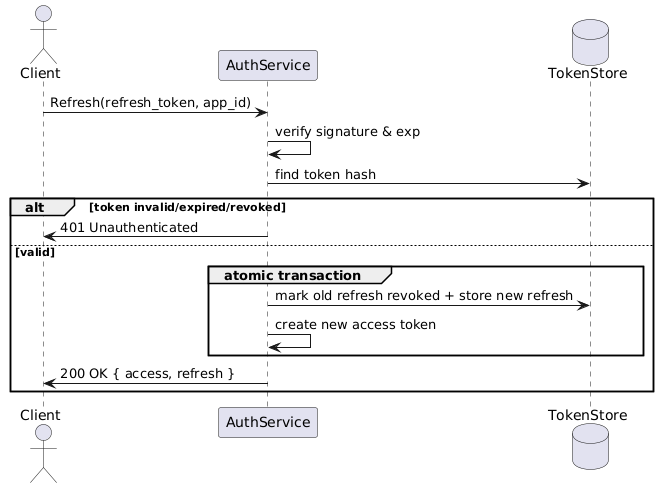 Client
AuthService
TokenStore
Refresh(refresh_token, app_id)
verify signature & exp
find token hash
alt [token invalid/expired/revoked]
401 Unauthenticated
[valid]
atomic transaction
mark old refresh revoked + store new refresh
create new access token
200 OK { access, refresh }
Client
AuthService
TokenStore